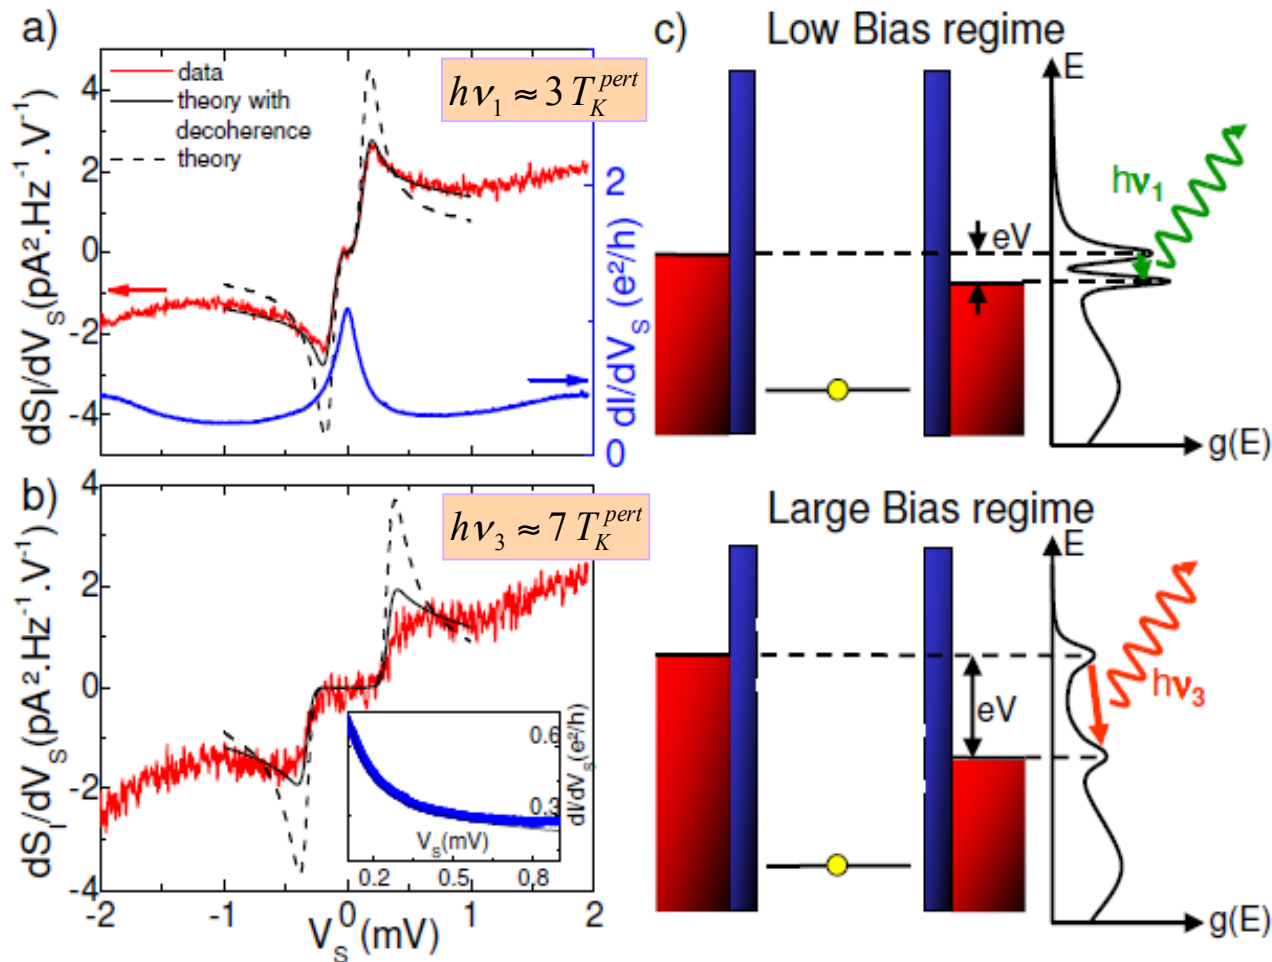 a)
data
theory with
decoherence
theory
hν₁ ≈ 3 T_K^pert
4
2
0
-2
-4
dS_I/dV_S(pA².Hz⁻¹.V⁻¹)
2
0
dI/dV_S (e²/h)
b)
hν₃ ≈ 7 T_K^pert
4
2
0
-2
-4
dS_I/dV_S(pA².Hz⁻¹.V⁻¹)
0.6
0.3
dI/dV_S(e²/h)
V_S(mV)
0.2 0.5 0.8
-2 -1 0 1 2
V_S (mV)
c) Low Bias regime
E
hν₁
eV
g(E)
Large Bias regime
E
hν₃
eV
g(E)